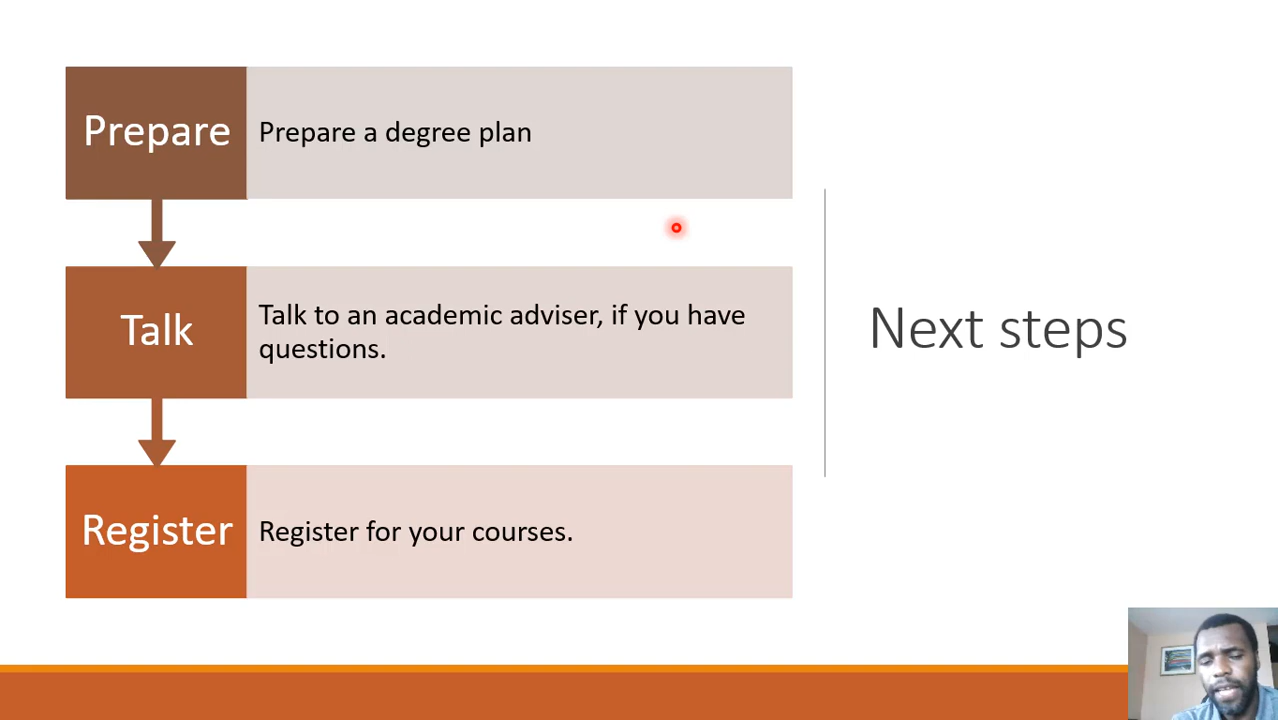 Prepare
Prepare a degree plan
Talk
Talk to an academic adviser, if you have
questions.
Register
Register for your courses.
Next steps